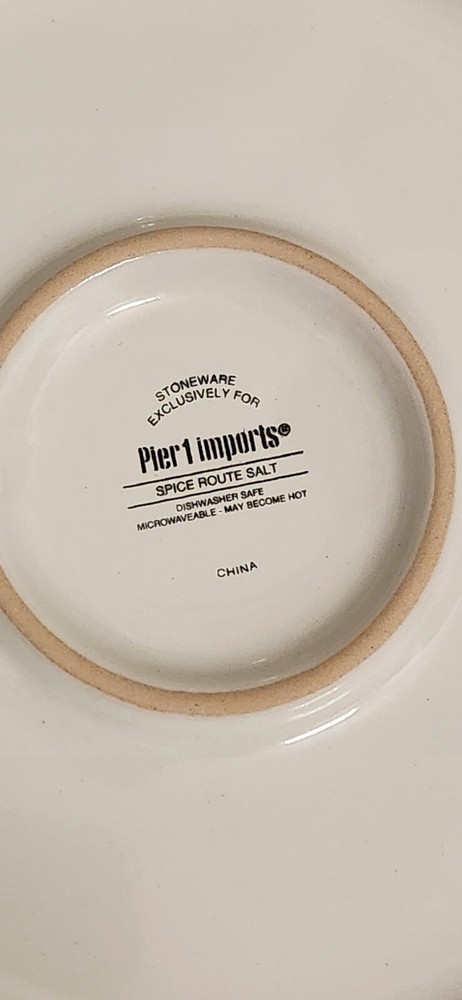 STONEWARE
EXCLUSIVELY FOR
Pier 1 imports®
SPICE ROUTE SALT
DISHWASHER SAFE
MICROWAVEABLE - MAY BECOME HOT
CHINA